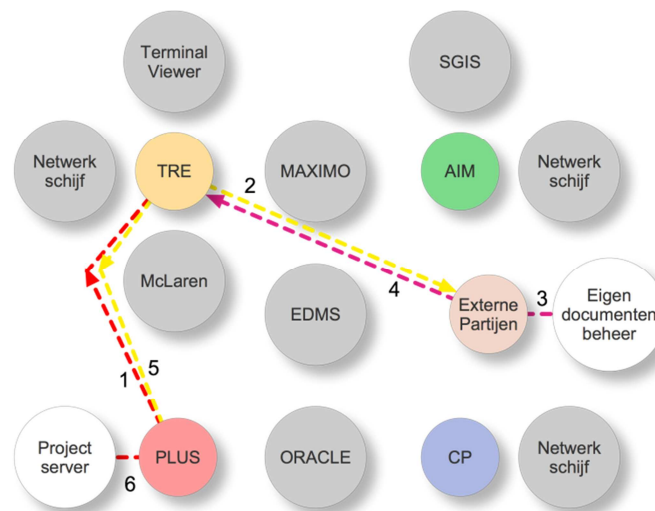 Terminal
Viewer
SGIS
Netwerk
schijf
TRE
2
MAXIMO
AIM
Netwerk
schijf
McLaren
EDMS
4
Externe
Partijen
3
Eigen
documenten
beheer
1
5
Project
server
6
PLUS
ORACLE
CP
Netwerk
schijf